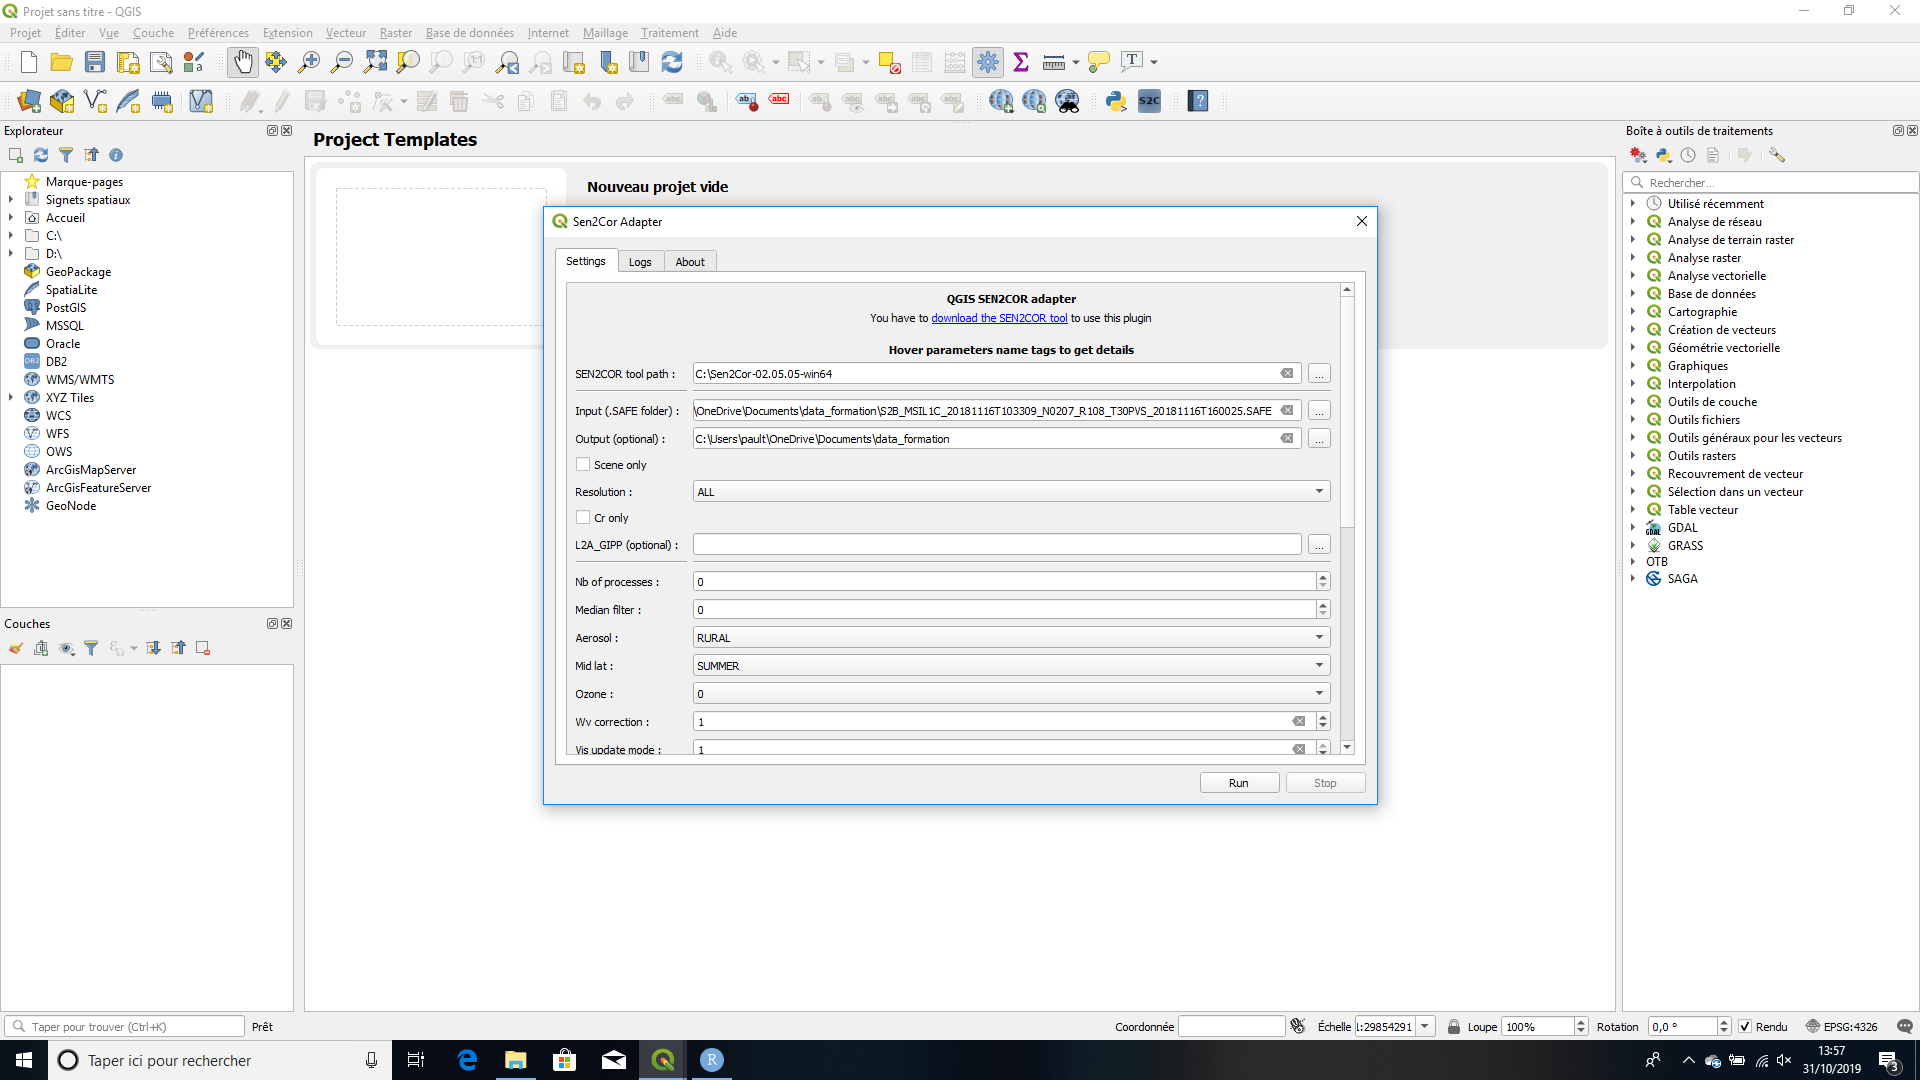 Projet sans titre - QGIS
Projet Éditer Vue Couche Préférences Extension Vecteur Raster Base de données Internet Maillage Traitement Aide
Explorateur
Marque-pages
Signets spatiaux
Accueil
C:\
D:\
GeoPackage
SpatiaLite
PostGIS
MSSQL
Oracle
DB2
WMS/WMTS
XYZ Tiles
WCS
WFS
OWS
ArcGisMapServer
ArcGisFeatureServer
GeoNode
Couches
Project Templates
Nouveau projet vide
Sen2Cor Adapter
Settings Logs About
QGIS SEN2COR adapter
You have to download the SEN2COR tool to use this plugin
Hover parameters name tags to get details
SEN2COR tool path : C:\Sen2Cor-02.05.05-win64 ...
Input (.SAFE folder) : \OneDrive\Documents\data_formation\S2B_MSIL1C_20181116T103309_N0207_R108_T30PVS_20181116T160025.SAFE ...
Output (optional) : C:\Users\pault\OneDrive\Documents\data_formation ...
Scene only
Resolution : ALL
Cr only
L2A_GIPP (optional) : ...
Nb of processes : 0
Median filter : 0
Aerosol : RURAL
Mid lat : SUMMER
Ozone : 0
Wv correction : 1
Vis update mode : 1
Run Stop
Boîte à outils de traitements
Rechercher...
Utilisé récemment
Analyse de réseau
Analyse de terrain raster
Analyse raster
Analyse vectorielle
Base de données
Cartographie
Création de vecteurs
Géométrie vectorielle
Graphiques
Interpolation
Outils de couche
Outils fichiers
Outils généraux pour les vecteurs
Outils rasters
Recouvrement de vecteur
Sélection dans un vecteur
Table vecteur
GDAL
GRASS
OTB
SAGA
Taper pour trouver (Ctrl+K) Prêt Coordonnée Échelle 1:29854291 Loupe 100% Rotation 0,0 ° Rendu EPSG:4326
Taper ici pour rechercher
13:57
31/10/2019
3